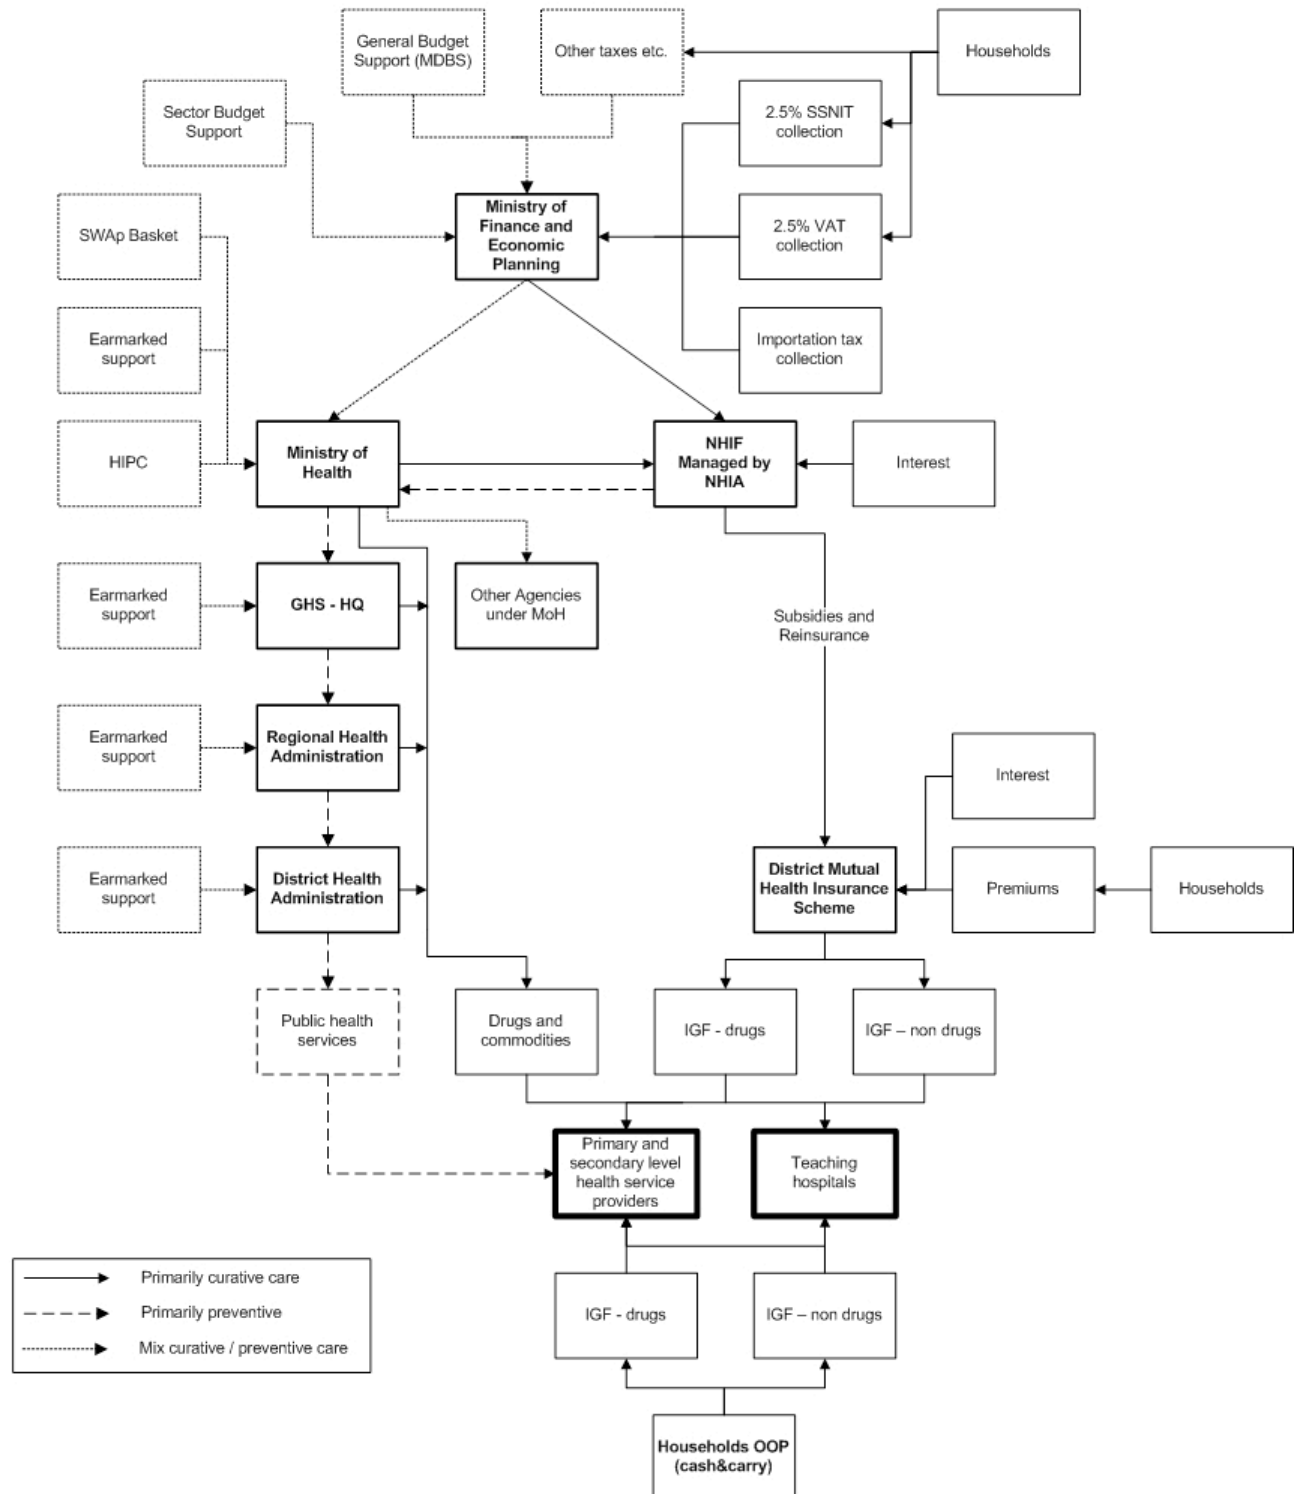 General Budget
Support (MDBS)
Other taxes etc.
Households
Sector Budget
Support
2.5% SSNIT
collection
SWAp Basket
Ministry of
Finance and
Economic
Planning
2.5% VAT
collection
Earmarked
support
Importation tax
collection
HIPC
Ministry of
Health
NHIF
Managed by
NHIA
Interest
Earmarked
support
GHS - HQ
Other Agencies
under MoH
Subsidies and
Reinsurance
Earmarked
support
Regional Health
Administration
Interest
Earmarked
support
District Health
Administration
District Mutual
Health Insurance
Scheme
Premiums
Households
Public health
services
Drugs and
commodities
IGF - drugs
IGF – non drugs
Primary and
secondary level
health service
providers
Teaching
hospitals
Primarily curative care
Primarily preventive
Mix curative / preventive care
IGF - drugs
IGF – non drugs
Households OOP
(cash&carry)